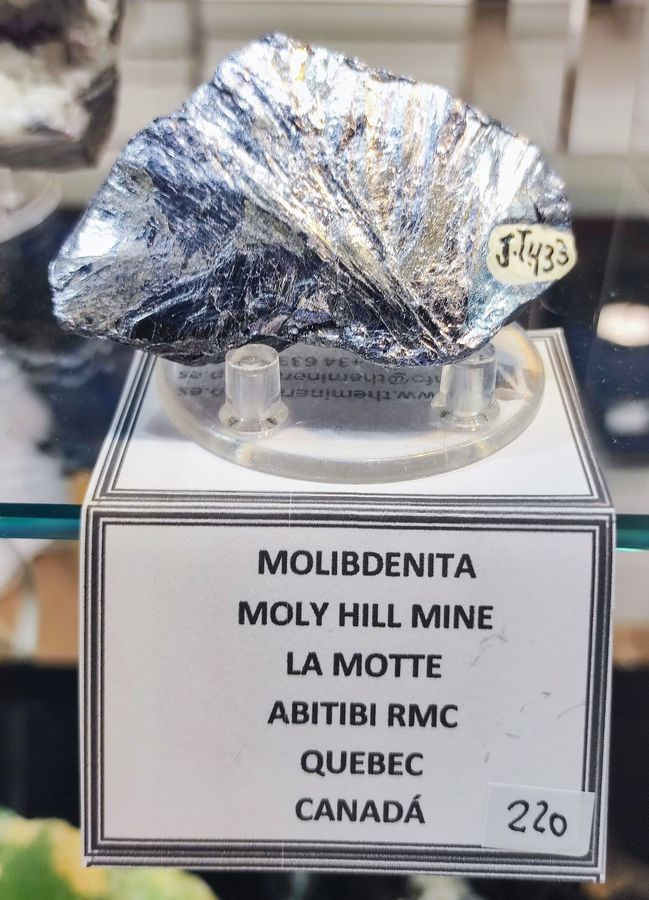 J.T433
MOLIBDENITA
MOLY HILL MINE
LA MOTTE
ABITIBI RMC
QUEBEC
CANADÁ
220